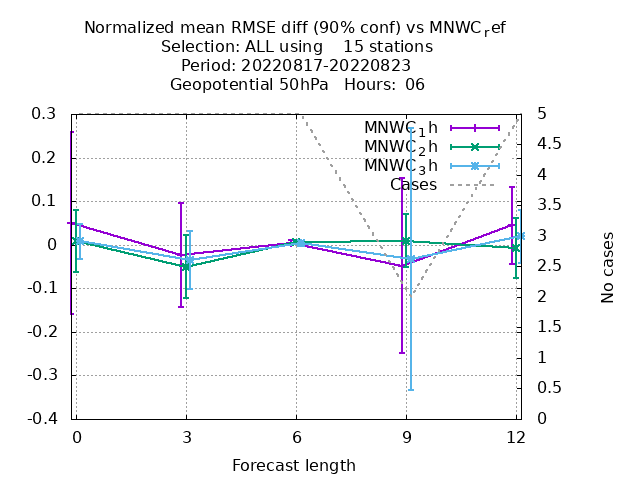 Normalized mean RMSE diff (90% conf) vs MNWC_ref
Selection: ALL using 15 stations
Period: 20220817-20220823
Geopotential 50hPa Hours: 06
0.3
0.2
0.1
0
-0.1
-0.2
-0.3
-0.4
MNWC_1h
MNWC_2h
MNWC_3h
Cases
5
4.5
4
3.5
3
2.5
2
1.5
1
0.5
0
No cases
0 3 6 9 12
Forecast length